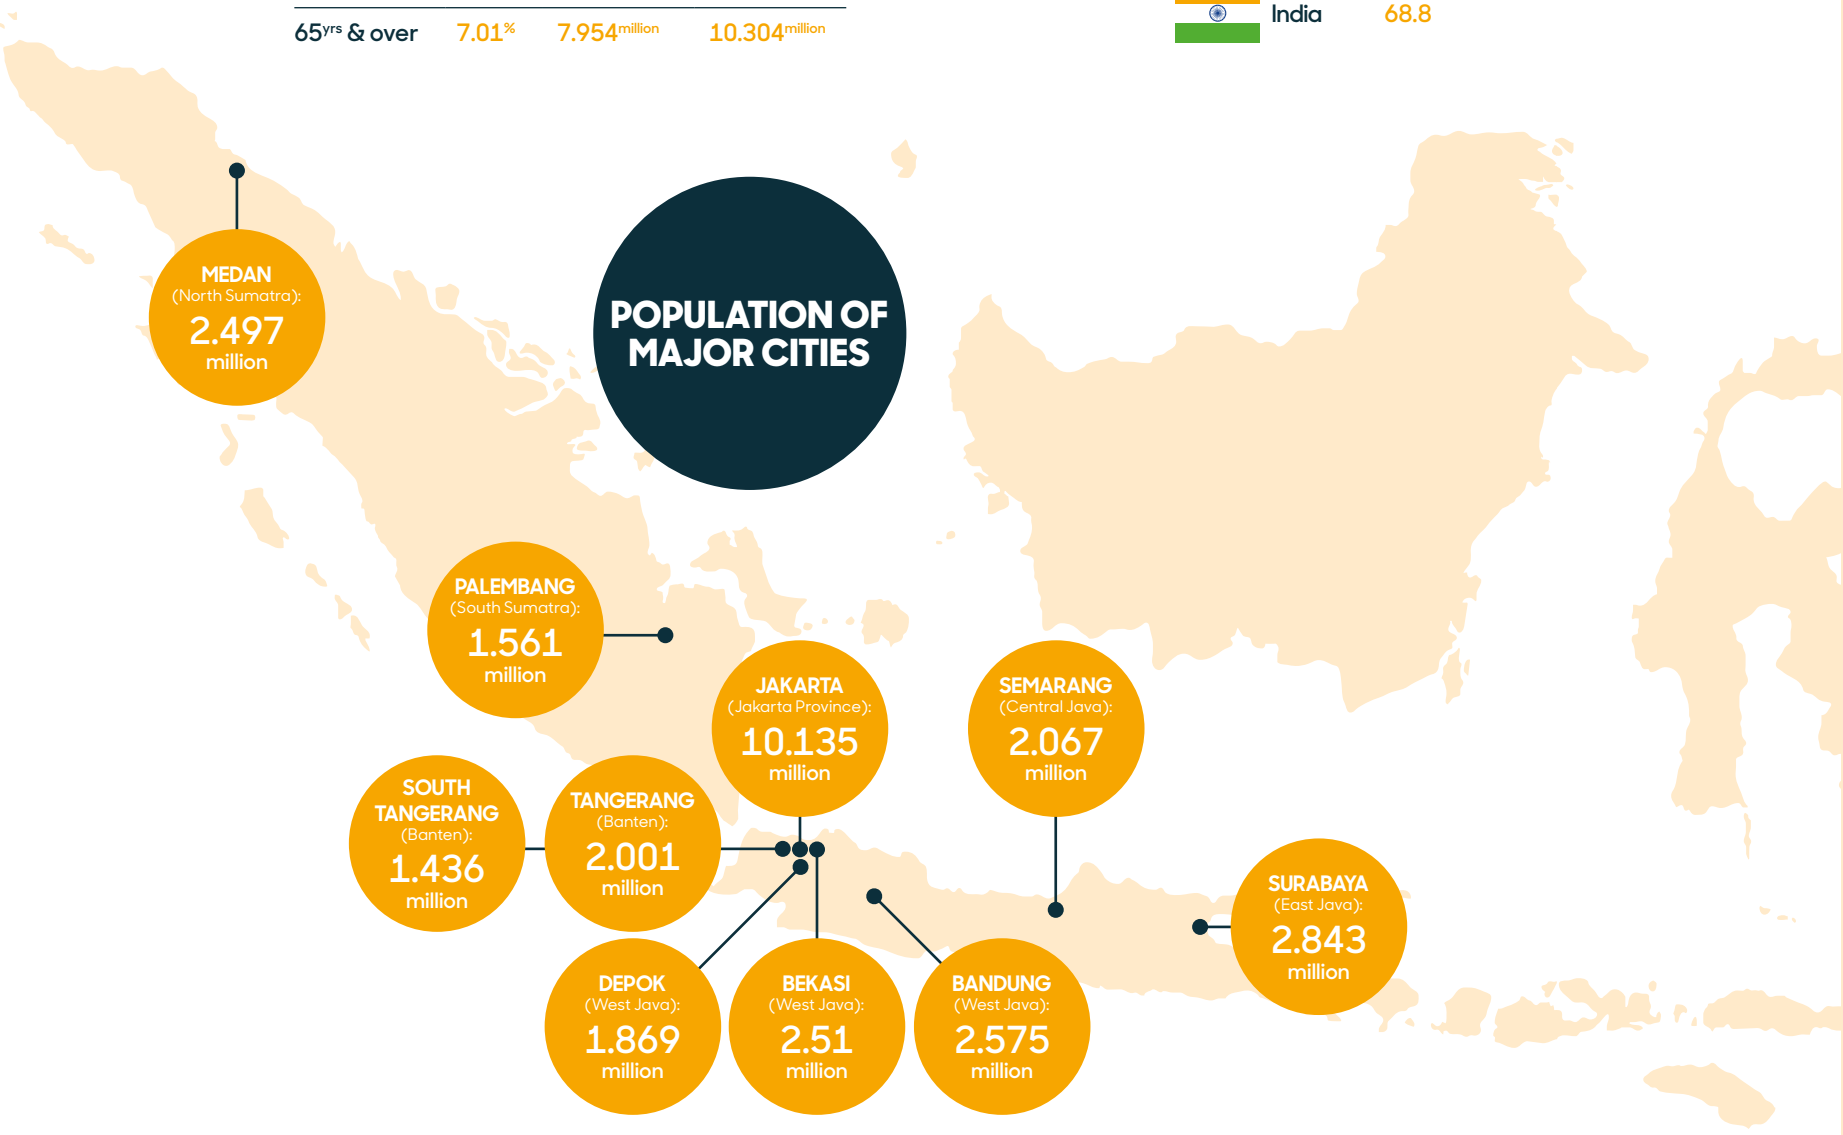 65yrs & over 7.01% 7.954million 10.304million
India 68.8
POPULATION OF
MAJOR CITIES
MEDAN
(North Sumatra):
2.497
million
PALEMBANG
(South Sumatra):
1.561
million
JAKARTA
(Jakarta Province):
10.135
million
SEMARANG
(Central Java):
2.067
million
SOUTH
TANGERANG
(Banten):
1.436
million
TANGERANG
(Banten):
2.001
million
SURABAYA
(East Java):
2.843
million
DEPOK
(West Java):
1.869
million
BEKASI
(West Java):
2.51
million
BANDUNG
(West Java):
2.575
million